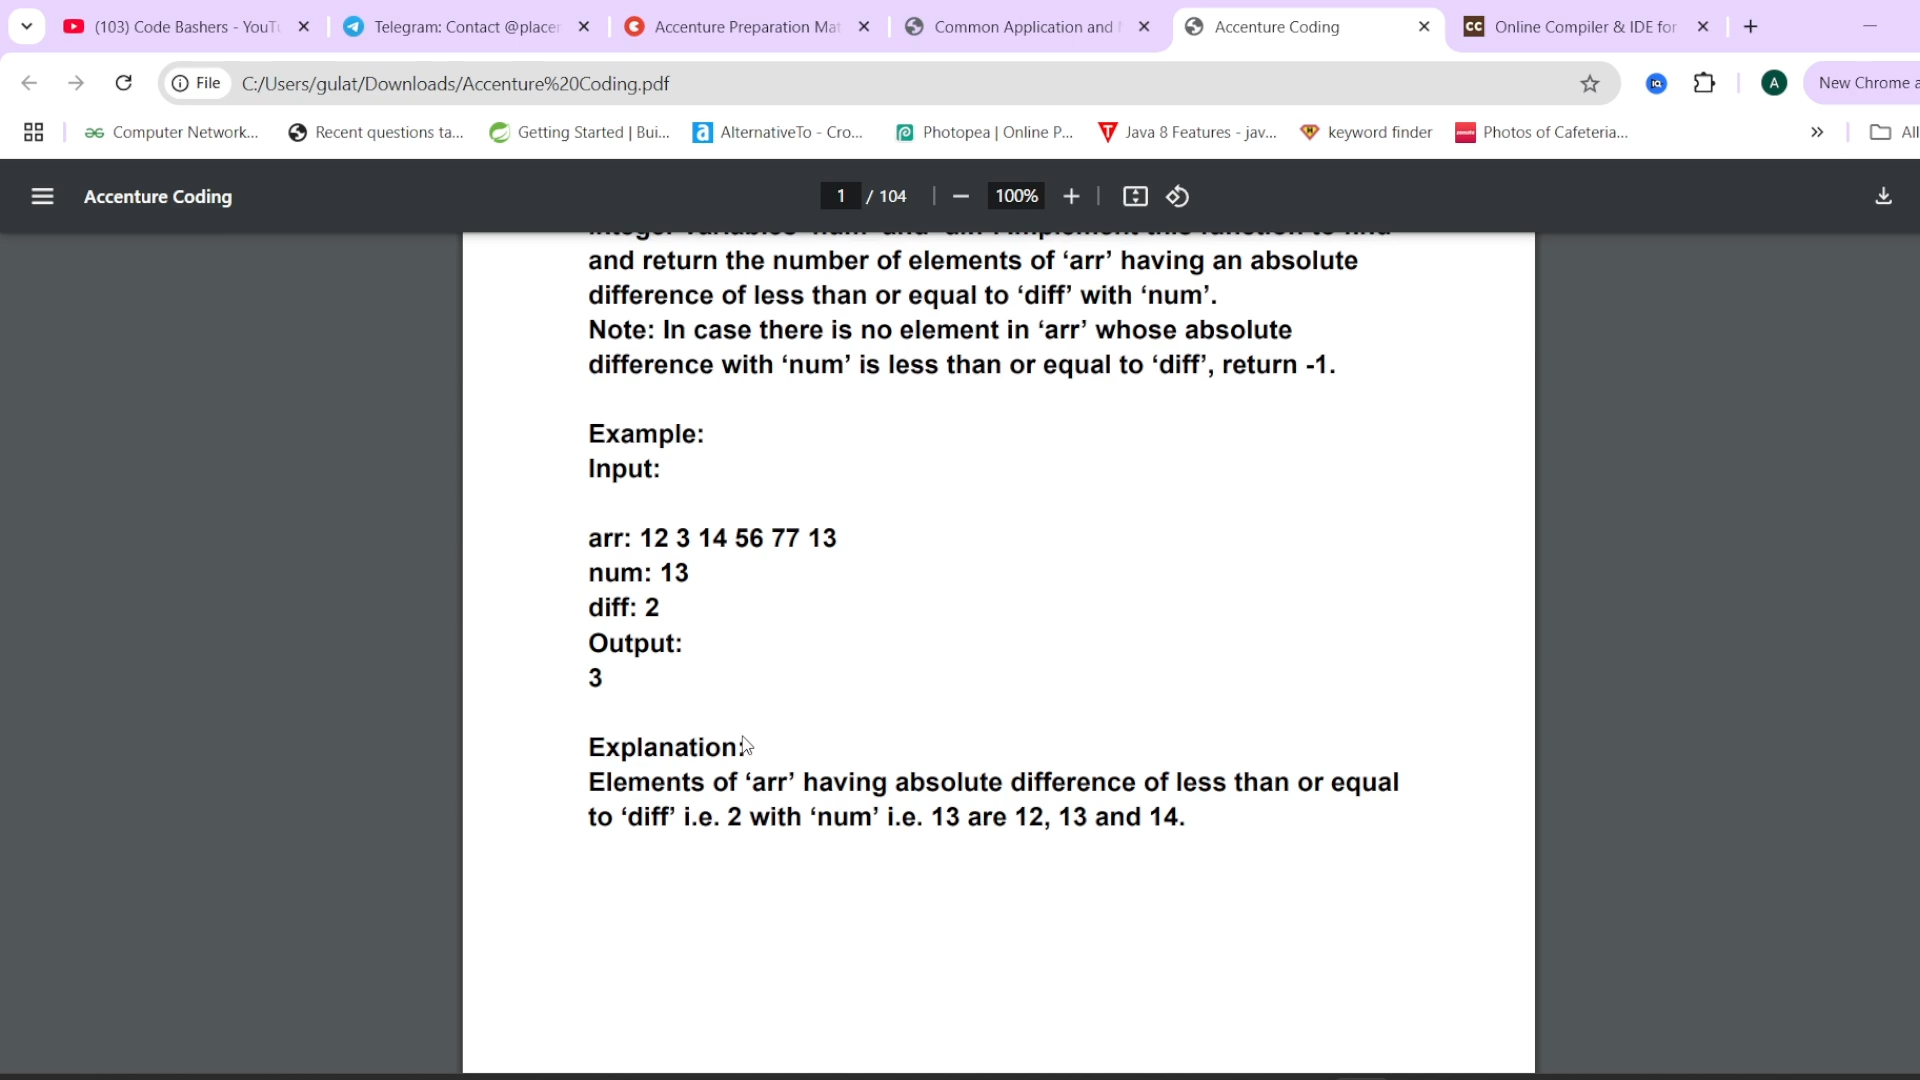 (103) Code Bashers - YouTu
Telegram: Contact @placer
Accenture Preparation Mat
Common Application and
Accenture Coding
CC Online Compiler & IDE for
File C:/Users/gulat/Downloads/Accenture%20Coding.pdf
A
New Chrome a
Computer Network...
Recent questions ta...
Getting Started | Bui...
a AlternativeTo - Cro...
Photopea | Online P...
T Java 8 Features - jav...
keyword finder
Photos of Cafeteria...
» All
Accenture Coding
1 / 104
100%
and return the number of elements of ‘arr’ having an absolute
difference of less than or equal to ‘diff’ with ‘num’.
Note: In case there is no element in ‘arr’ whose absolute
difference with ‘num’ is less than or equal to ‘diff’, return -1.
Example:
Input:
arr: 12 3 14 56 77 13
num: 13
diff: 2
Output:
3
Explanation:
Elements of ‘arr’ having absolute difference of less than or equal
to ‘diff’ i.e. 2 with ‘num’ i.e. 13 are 12, 13 and 14.